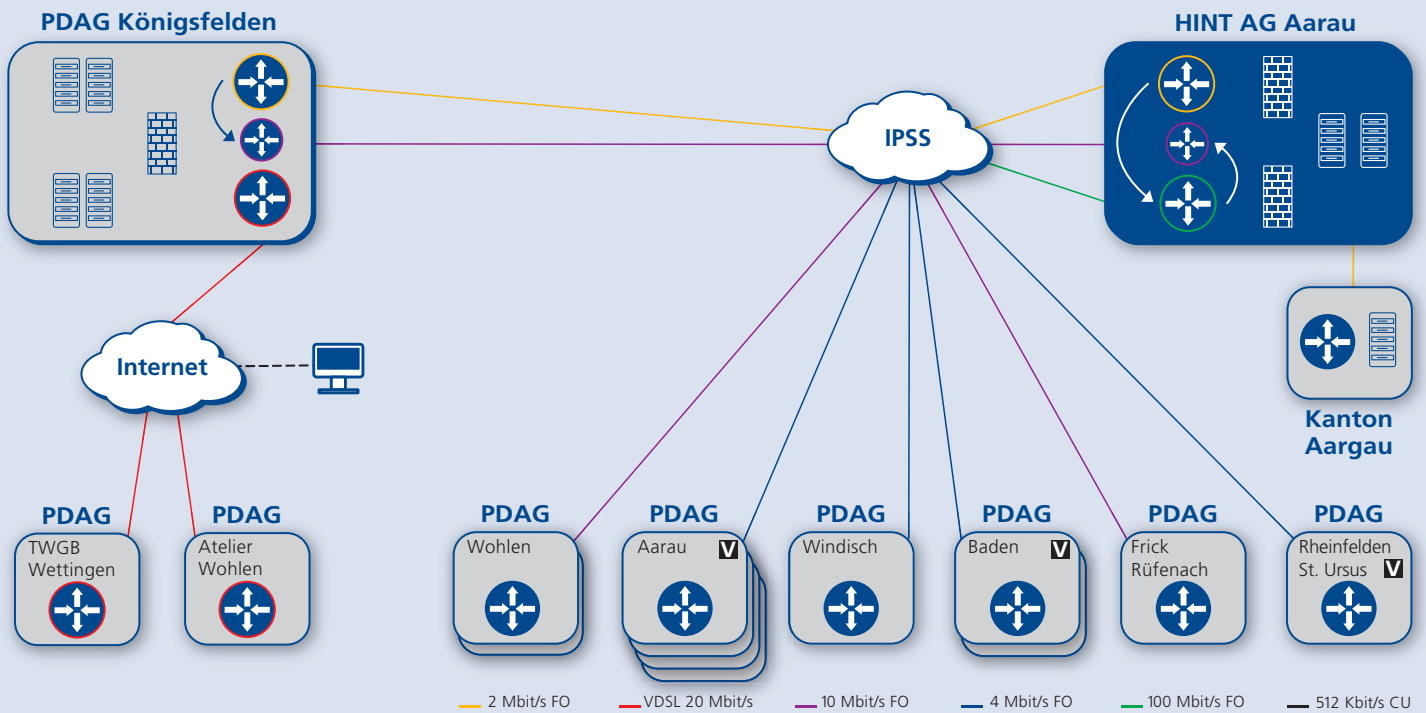 PDAG Königsfelden
HINT AG Aarau
IPSS
Internet
Kanton
Aargau
PDAG
TWGB
Wettingen
PDAG
Atelier
Wohlen
PDAG
Wohlen
PDAG
Aarau V
PDAG
Windisch
PDAG
Baden V
PDAG
Frick
Rüfenach
PDAG
Rheinfelden
St. Ursus V
2 Mbit/s FO
VDSL 20 Mbit/s
10 Mbit/s FO
4 Mbit/s FO
100 Mbit/s FO
512 Kbit/s CU